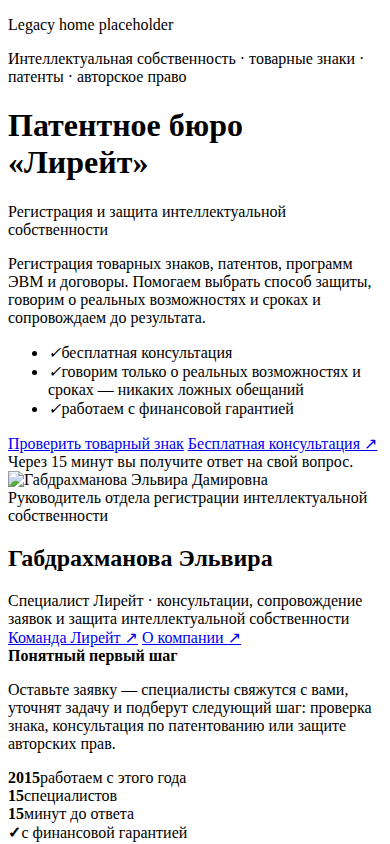 Legacy home placeholder
Интеллектуальная собственность · товарные знаки ·
патенты · авторское право
Патентное бюро
«Лирейт»
Регистрация и защита интеллектуальной
собственности
Регистрация товарных знаков, патентов, программ
ЭВМ и договоры. Помогаем выбрать способ защиты,
говорим о реальных возможностях и сроках и
сопровождаем до результата.
• ✓бесплатная консультация
• ✓говорим только о реальных возможностях и
сроках — никаких ложных обещаний
• ✓работаем с финансовой гарантией
Проверить товарный знак Бесплатная консультация ↗
Через 15 минут вы получите ответ на свой вопрос.
Габдрахманова Эльвира Дамировна
Руководитель отдела регистрации интеллектуальной
собственности
Габдрахманова Эльвира
Специалист Лирейт · консультации, сопровождение
заявок и защита интеллектуальной собственности
Команда Лирейт ↗ О компании ↗
Понятный первый шаг
Оставьте заявку — специалисты свяжутся с вами,
уточнят задачу и подберут следующий шаг: проверка
знака, консультация по патентованию или защите
авторских прав.
2015работаем с этого года
15специалистов
15минут до ответа
✓с финансовой гарантией